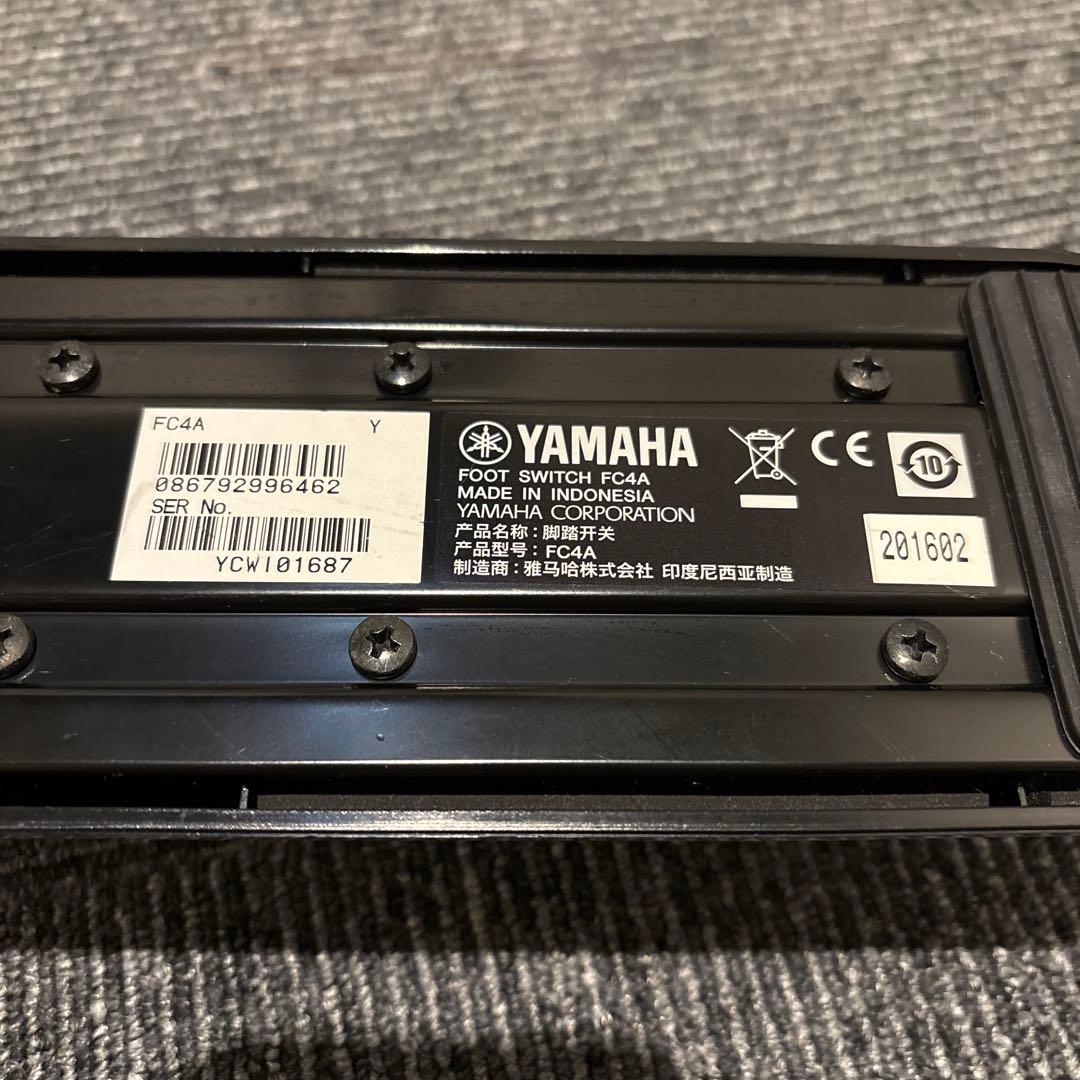 FC4A Y
086792996462
SER No.
YCWI01687
YAMAHA
FOOT SWITCH FC4A
MADE IN INDONESIA
YAMAHA CORPORATION
产品名称：脚踏开关
产品型号：FC4A
制造商：雅马哈株式会社 印度尼西亚制造
CE
10
201602